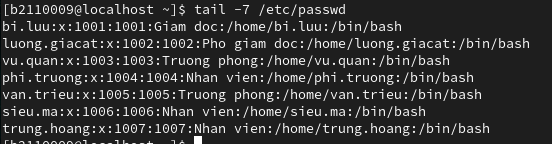 [b2110009@localhost ~]$ tail -7 /etc/passwd
bi.luu:x:1001:1001:Giam doc:/home/bi.luu:/bin/bash
luong.giacat:x:1002:1002:Pho giam doc:/home/luong.giacat:/bin/bash
vu.quan:x:1003:1003:Truong phong:/home/vu.quan:/bin/bash
phi.truong:x:1004:1004:Nhan vien:/home/phi.truong:/bin/bash
van.trieu:x:1005:1005:Truong phong:/home/van.trieu:/bin/bash
sieu.ma:x:1006:1006:Nhan vien:/home/sieu.ma:/bin/bash
trung.hoang:x:1007:1007:Nhan vien:/home/trung.hoang:/bin/bash
[b2110009@localhost ~]$